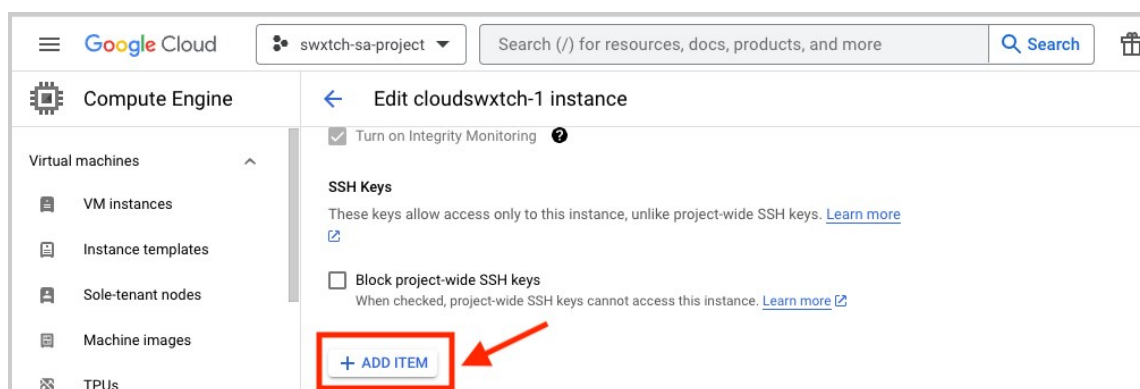 Google Cloud
swxtch-sa-project
Search (/) for resources, docs, products, and more
Search
Compute Engine
Edit cloudswxtch-1 instance
Turn on Integrity Monitoring
Virtual machines
VM instances
Instance templates
Sole-tenant nodes
Machine images
TPUs
SSH Keys
These keys allow access only to this instance, unlike project-wide SSH keys. Learn more
Block project-wide SSH keys
When checked, project-wide SSH keys cannot access this instance. Learn more
+ ADD ITEM